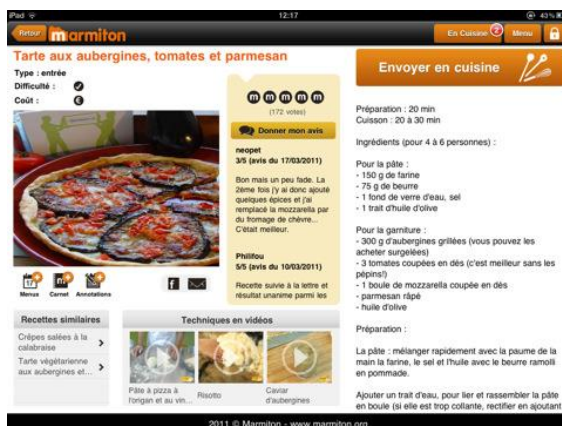 iPad
12:17
43%
Retour
marmiton
En Cuisine 2
Menu
Tarte aux aubergines, tomates et parmesan
Type : entrée
Difficulté :
Coût : €
m m m m m
(172 votes)
Donner mon avis
neopet
3/5 (avis du 17/03/2011)
Bon mais un peu fade. La
2ème fois j'y ai donc ajouté
quelques épices et j'ai
remplacé la mozzarella par
du fromage de chèvre...
C'était meilleur.
Philifou
5/5 (avis du 10/03/2011)
Recette suivie à la lettre et
résultat unanime parmi les
17
Menus
m
Carnet
Annotations
f
Recettes similaires
Crêpes salées à la
calabraise
Tarte végétarienne
aux aubergines et...
Techniques en vidéos
Pâte à pizza à
l'origan et au vin...
Risotto
Caviar
d'aubergines
Envoyer en cuisine
Préparation : 20 min
Cuisson : 20 à 30 min
Ingrédients (pour 4 à 6 personnes) :
Pour la pâte :
- 150 g de farine
- 75 g de beurre
- 1 fond de verre d'eau, sel
- 1 trait d'huile d'olive
Pour la garniture :
- 300 g d'aubergines grillées (vous pouvez les
acheter surgelées)
- 3 tomates coupées en dés (c'est meilleur sans les
pépins!)
- 1 boule de mozzarella coupée en dés
- parmesan râpé
- huile d'olive
Préparation :
La pâte : mélanger rapidement avec la paume de la
main la farine, le sel et l'huile avec le beurre ramolli
en pommade.
Ajouter un trait d'eau, pour lier et rassembler la pâte
en boule (si elle est trop collante, rectifier en ajoutant
2011 © Marmiton - www.marmiton.org